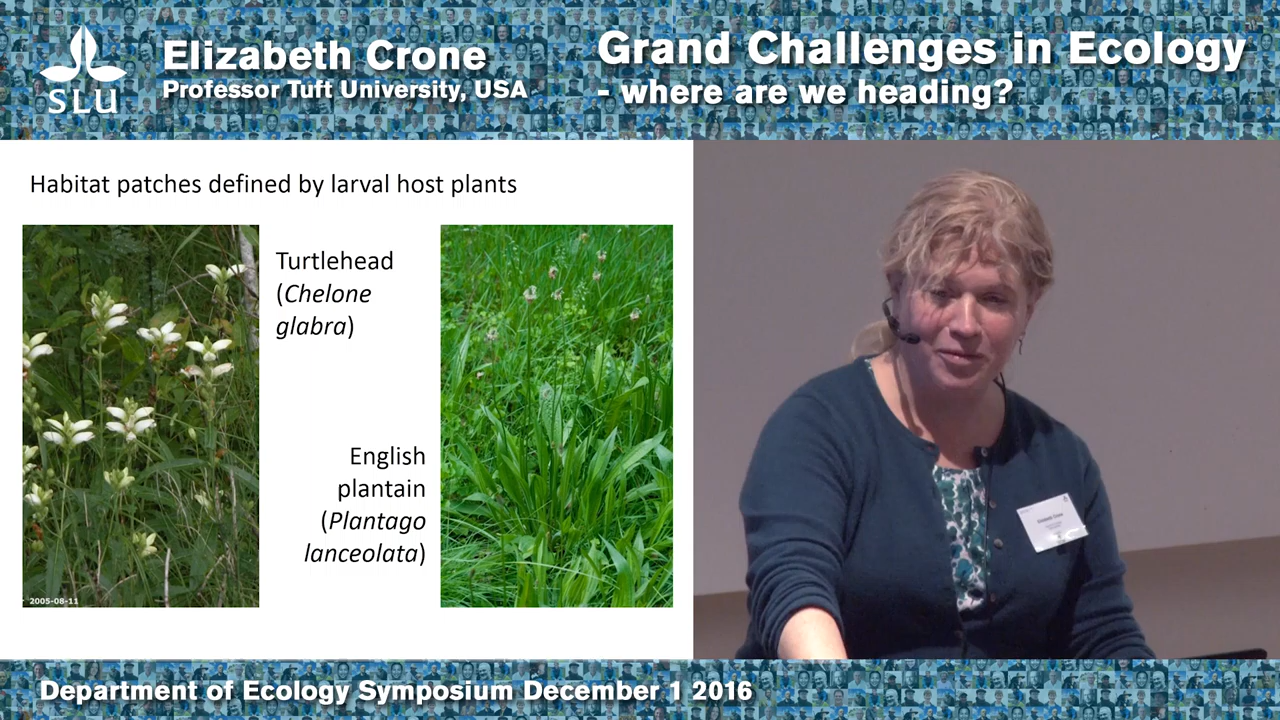 slu
Elizabeth Crone
Professor Tuft University, USA
Grand Challenges in Ecology
- where are we heading?
Habitat patches defined by larval host plants
Turtlehead
(Chelone
glabra)
English
plantain
(Plantago
lanceolata)
2005-08-11
Elizabeth Crone
Department of Ecology Symposium December 1 2016